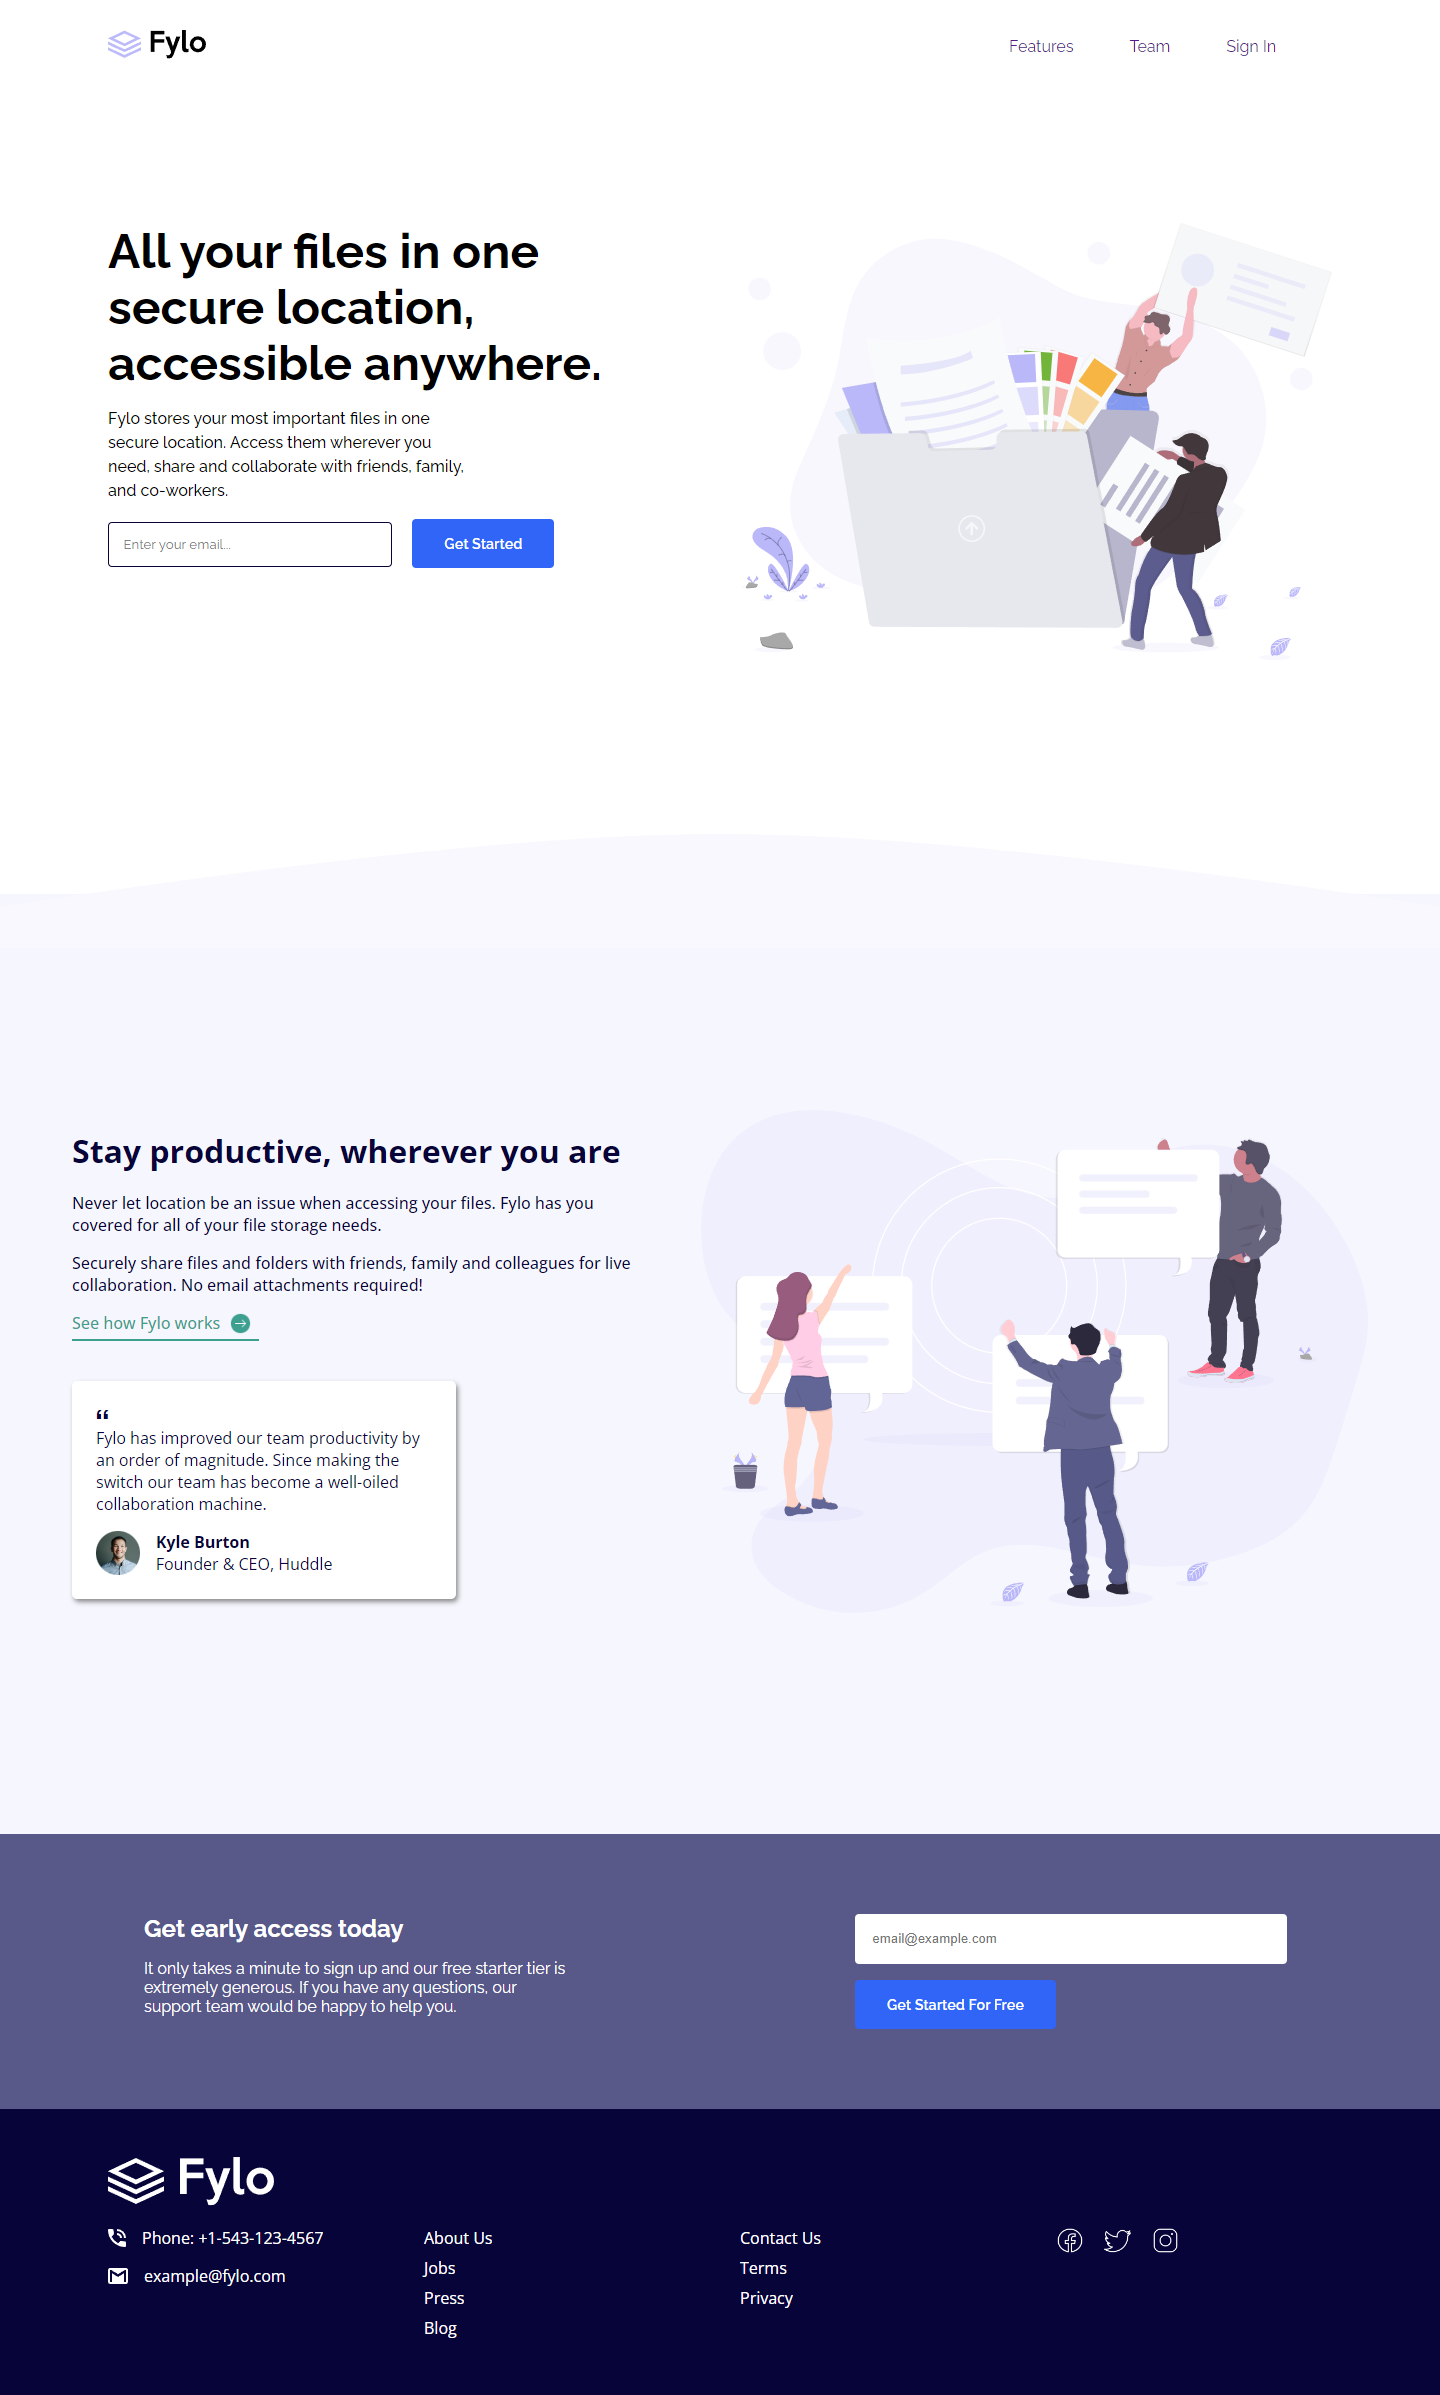 Fylo
Features
Team
Sign In
All your files in one
secure location,
accessible anywhere.
Fylo stores your most important files in one
secure location. Access them wherever you
need, share and collaborate with friends, family,
and co-workers.
Enter your email...
Get Started
Stay productive, wherever you are
Never let location be an issue when accessing your files. Fylo has you
covered for all of your file storage needs.
Securely share files and folders with friends, family and colleagues for live
collaboration. No email attachments required!
See how Fylo works
“
Fylo has improved our team productivity by
an order of magnitude. Since making the
switch our team has become a well-oiled
collaboration machine.
Kyle Burton
Founder & CEO, Huddle
Get early access today
It only takes a minute to sign up and our free starter tier is
extremely generous. If you have any questions, our
support team would be happy to help you.
email@example.com
Get Started For Free
Fylo
Phone: +1-543-123-4567
example@fylo.com
About Us
Jobs
Press
Blog
Contact Us
Terms
Privacy